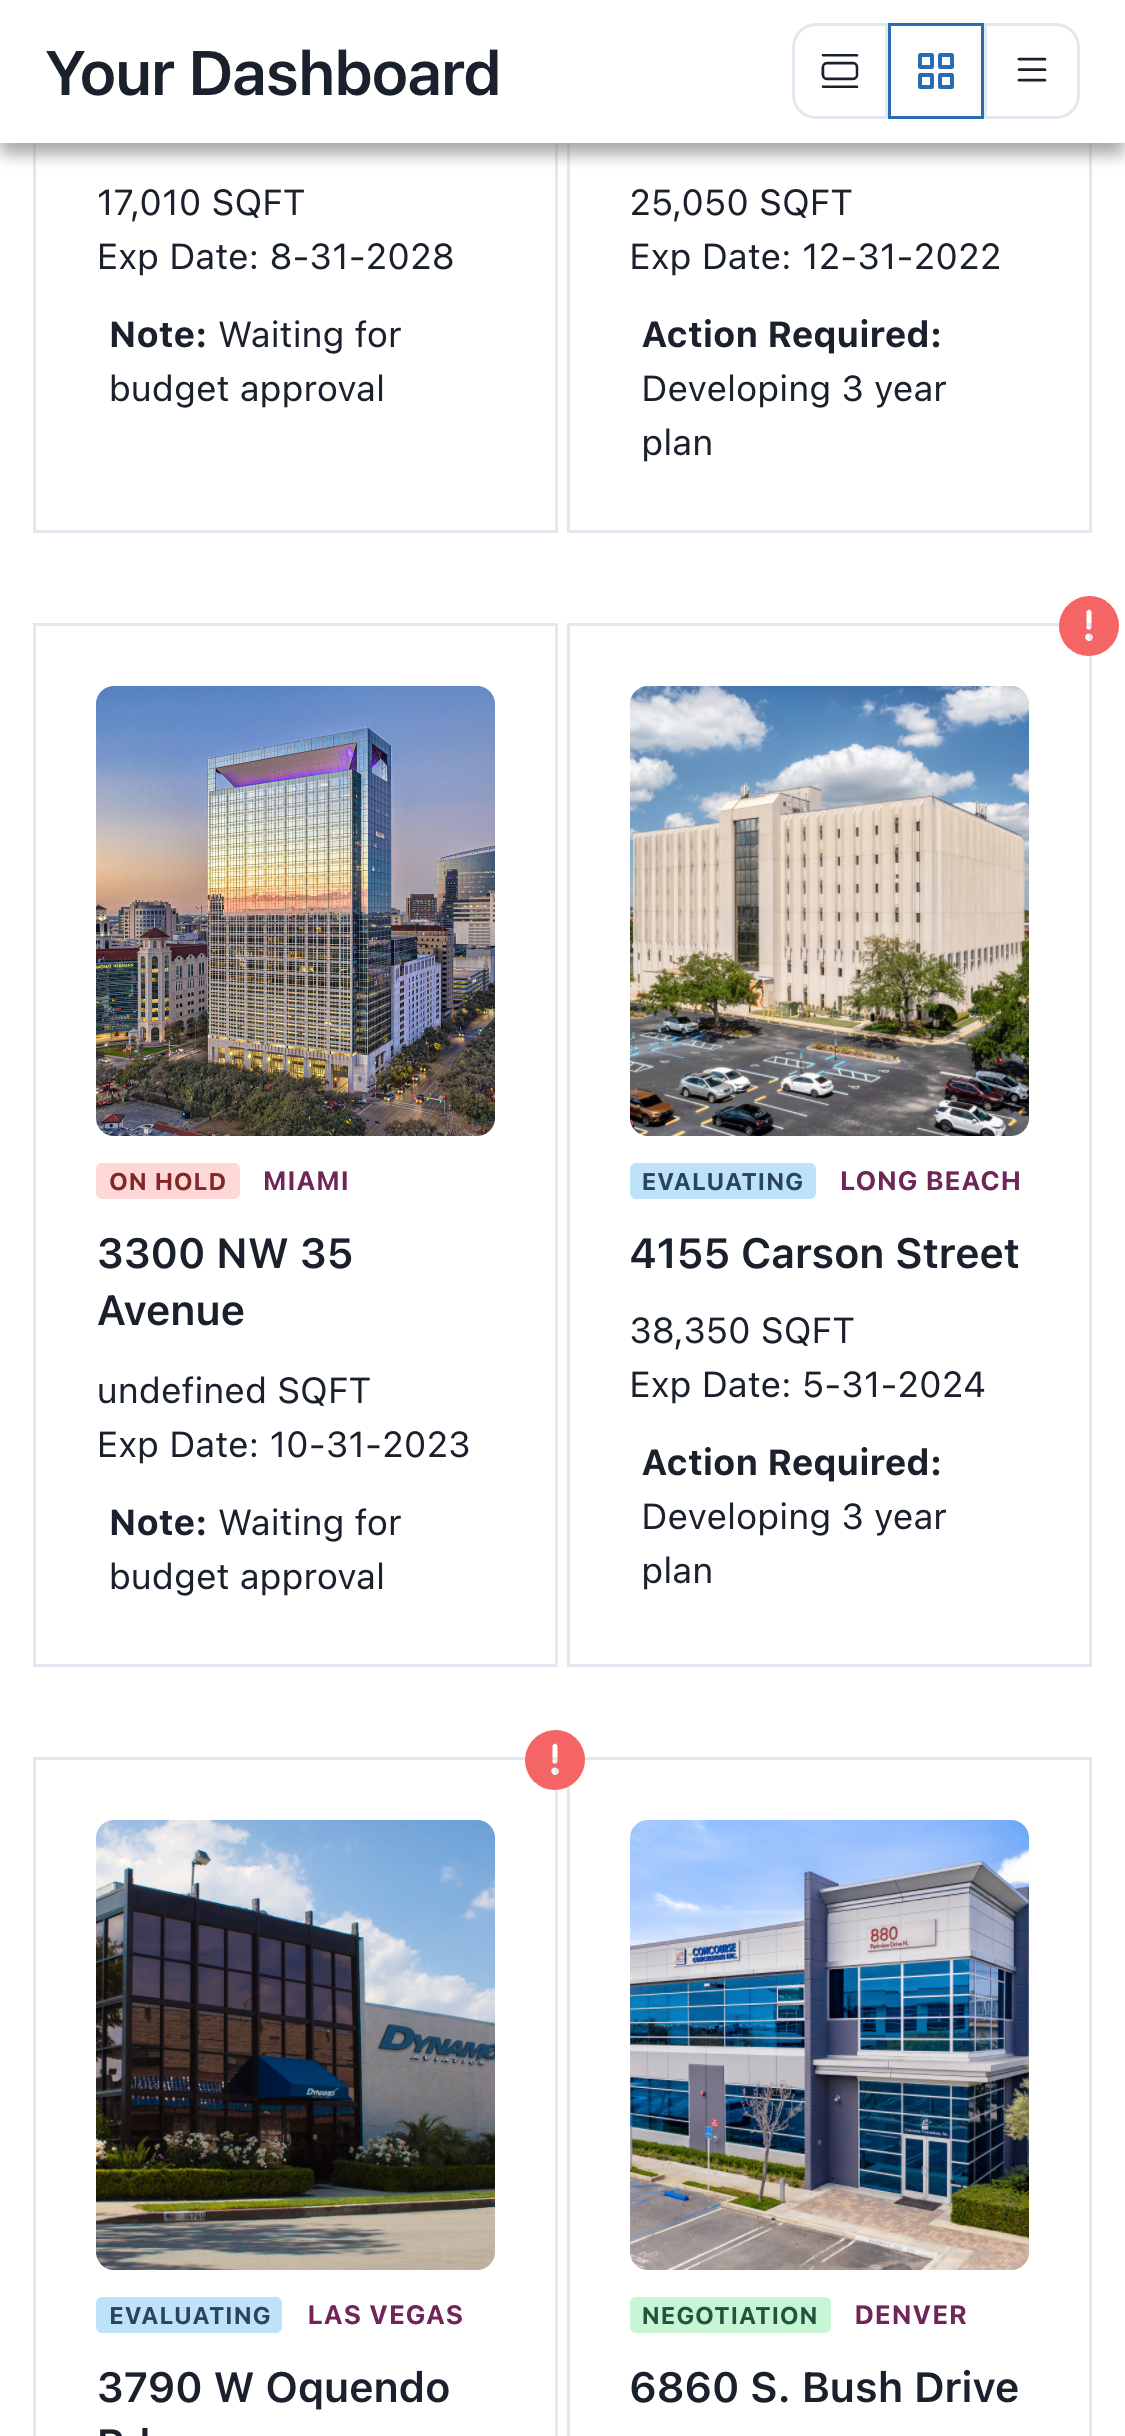 Your Dashboard
17,010 SQFT
Exp Date: 8-31-2028
Note: Waiting for
budget approval
25,050 SQFT
Exp Date: 12-31-2022
Action Required:
Developing 3 year
plan
ON HOLD MIAMI
3300 NW 35
Avenue
undefined SQFT
Exp Date: 10-31-2023
Note: Waiting for
budget approval
EVALUATING LONG BEACH
4155 Carson Street
38,350 SQFT
Exp Date: 5-31-2024
Action Required:
Developing 3 year
plan
DYNAMO
AVIATION
DYNAMO
EVALUATING LAS VEGAS
3790 W Oquendo
CONCOURSE
880
NEGOTIATION DENVER
6860 S. Bush Drive